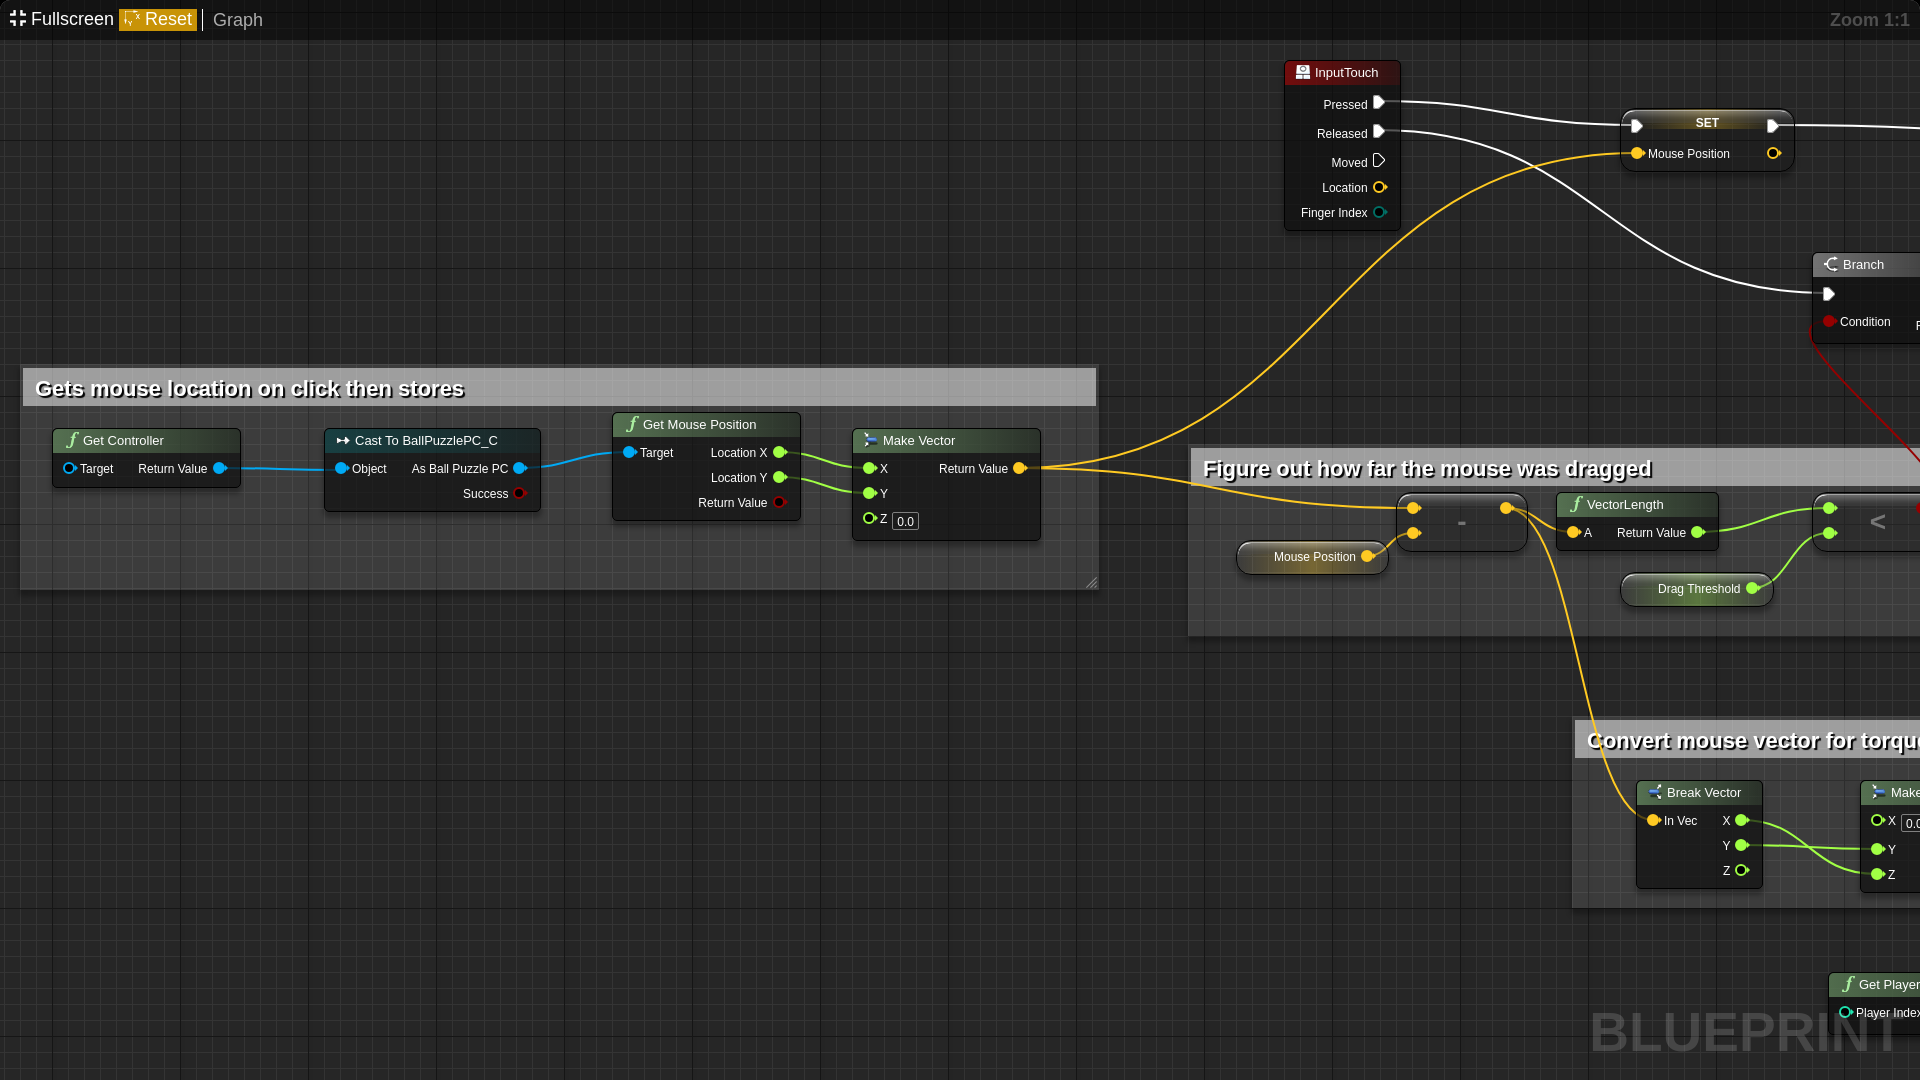 Fullscreen Reset Graph
Zoom 1:1
InputTouch
Pressed
Released
Moved
Location
Finger Index
SET
Mouse Position
Branch
Condition
Gets mouse location on click then stores
Get Controller
Target Return Value
Cast To BallPuzzlePC_C
Object As Ball Puzzle PC
Success
Get Mouse Position
Target Location X
Location Y
Return Value
Make Vector
X Return Value
Y
Z 0.0
Figure out how far the mouse was dragged
Mouse Position
-
VectorLength
A Return Value
<
Drag Threshold
Convert mouse vector for torqu
Break Vector
In Vec X
Y
Z
Make
X 0.0
Y
Z
Get Player
Player Index
BLUEPRINT